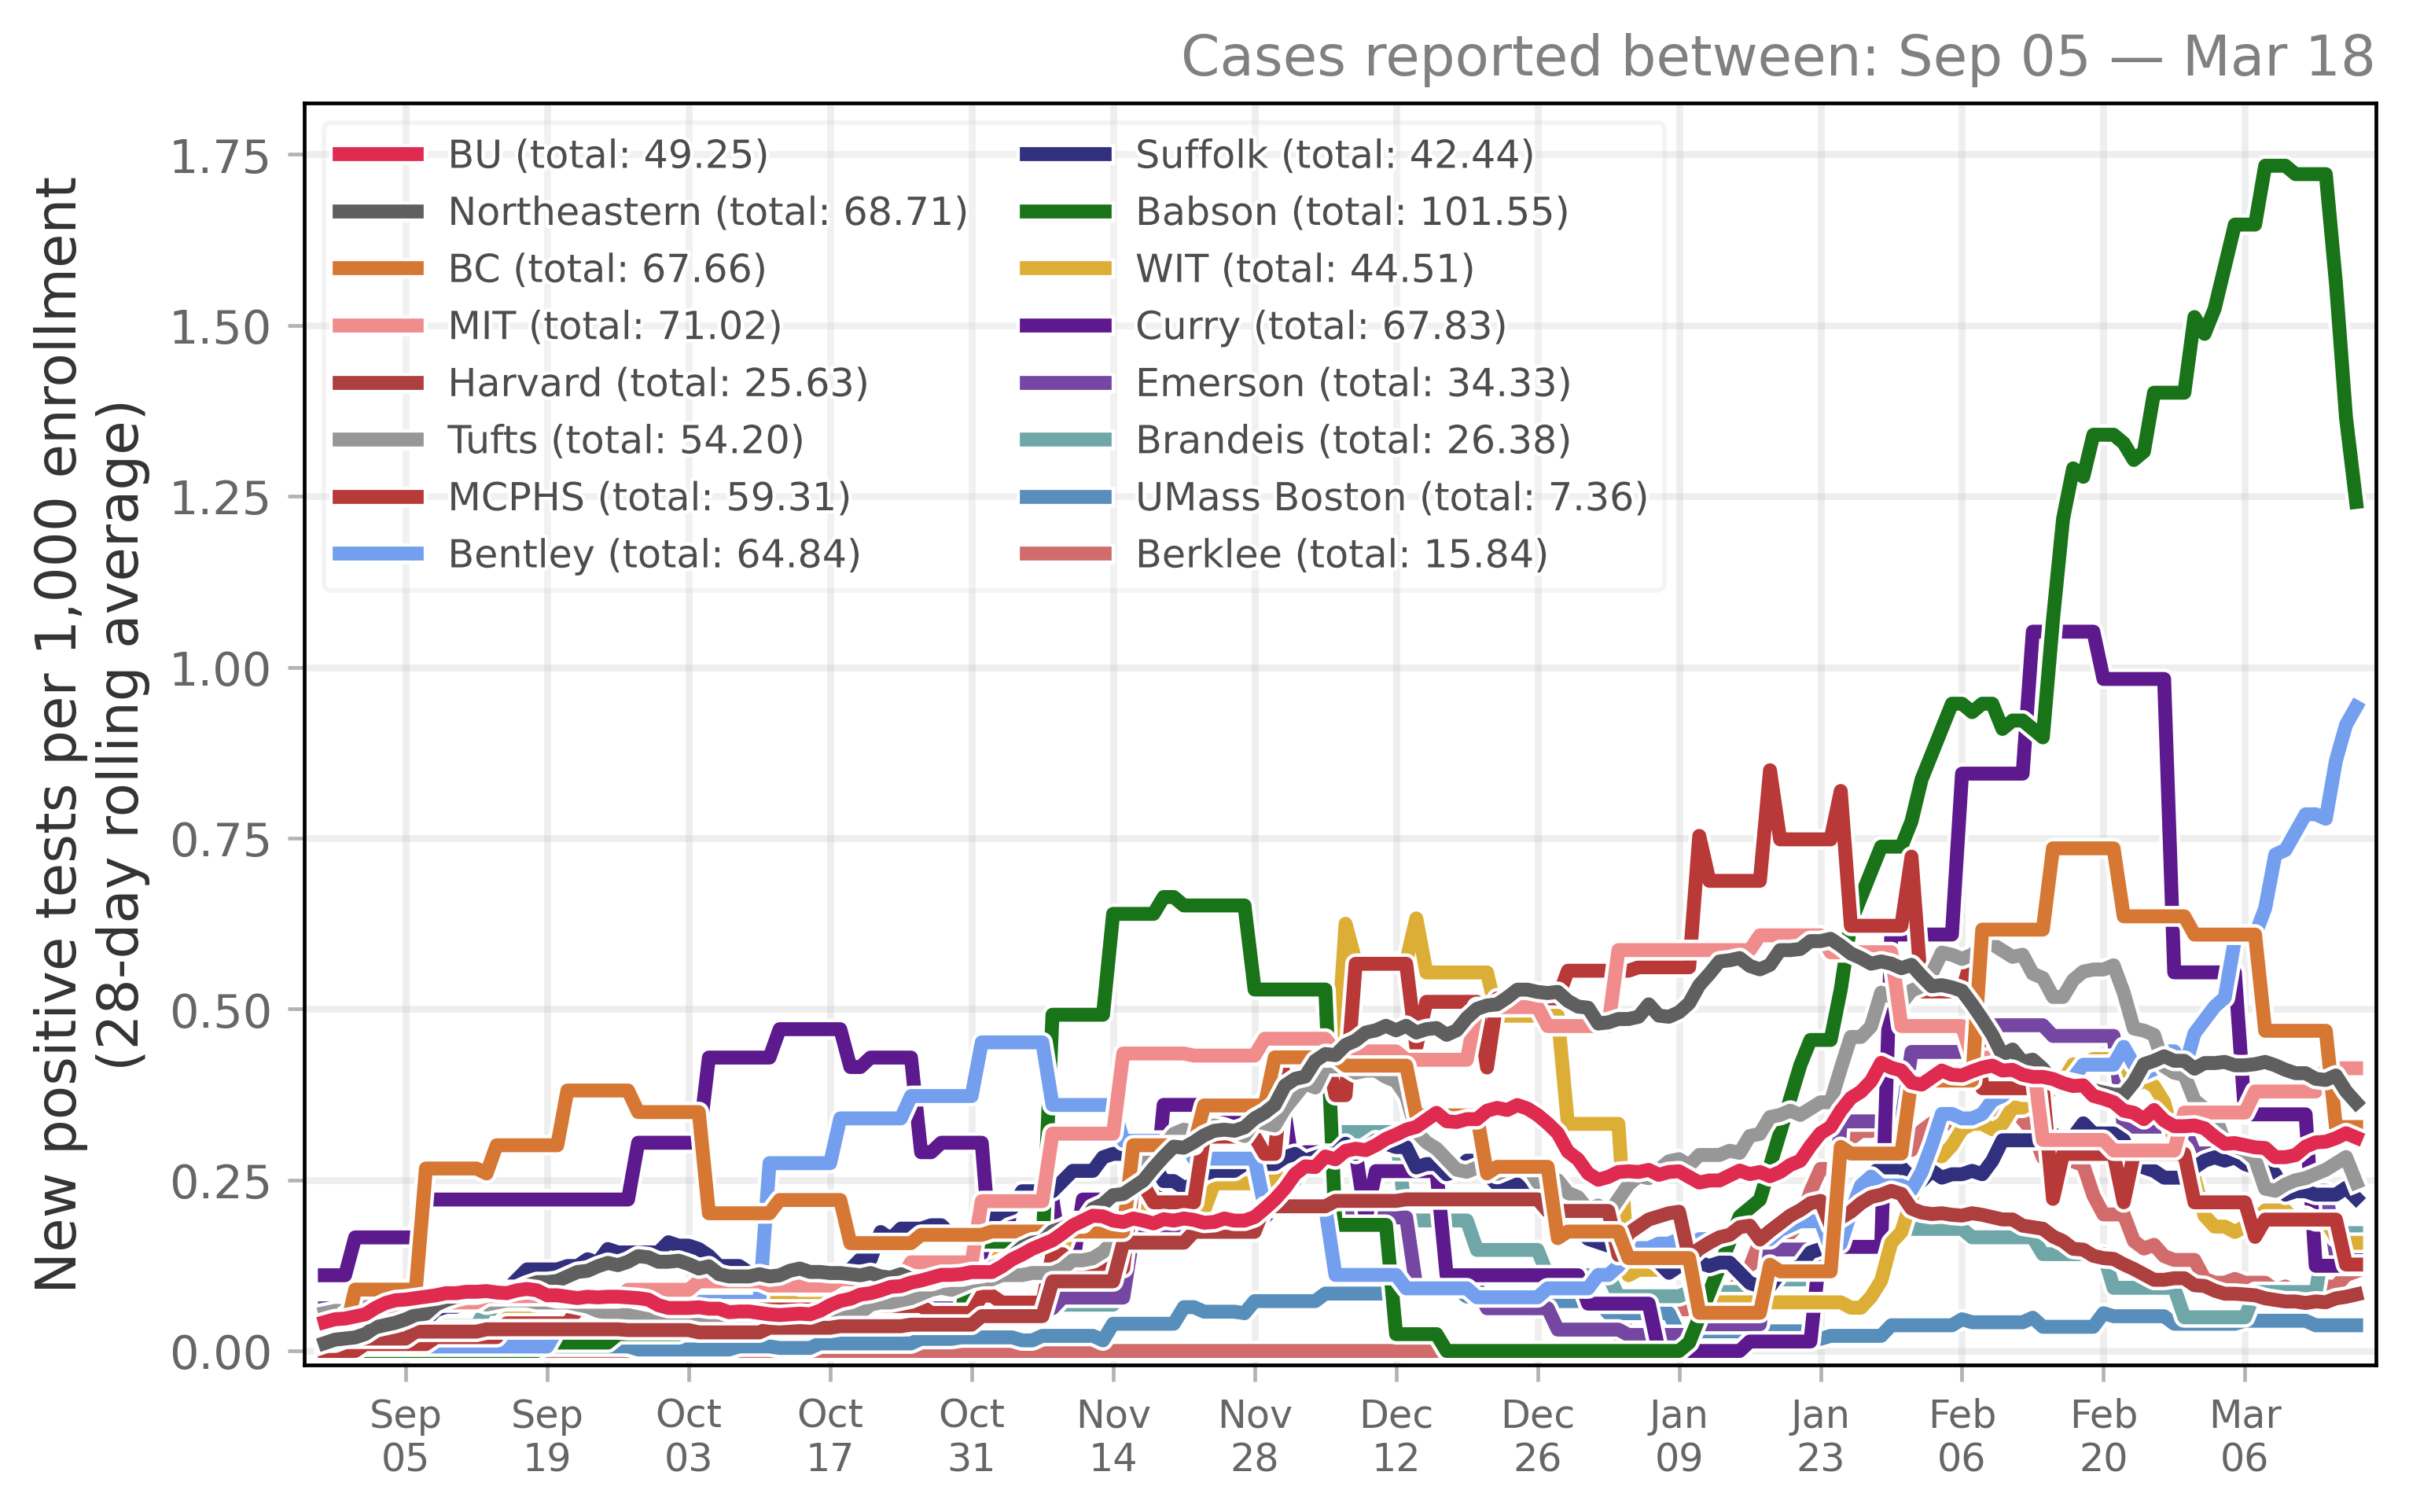 Cases reported between: Sep 05 — Mar 18
New positive tests per 1,000 enrollment
(28-day rolling average)
1.75
1.50
1.25
1.00
0.75
0.50
0.25
0.00
BU (total: 49.25)
Northeastern (total: 68.71)
BC (total: 67.66)
MIT (total: 71.02)
Harvard (total: 25.63)
Tufts (total: 54.20)
MCPHS (total: 59.31)
Bentley (total: 64.84)
Suffolk (total: 42.44)
Babson (total: 101.55)
WIT (total: 44.51)
Curry (total: 67.83)
Emerson (total: 34.33)
Brandeis (total: 26.38)
UMass Boston (total: 7.36)
Berklee (total: 15.84)
Sep
05
Sep
19
Oct
03
Oct
17
Oct
31
Nov
14
Nov
28
Dec
12
Dec
26
Jan
09
Jan
23
Feb
06
Feb
20
Mar
06